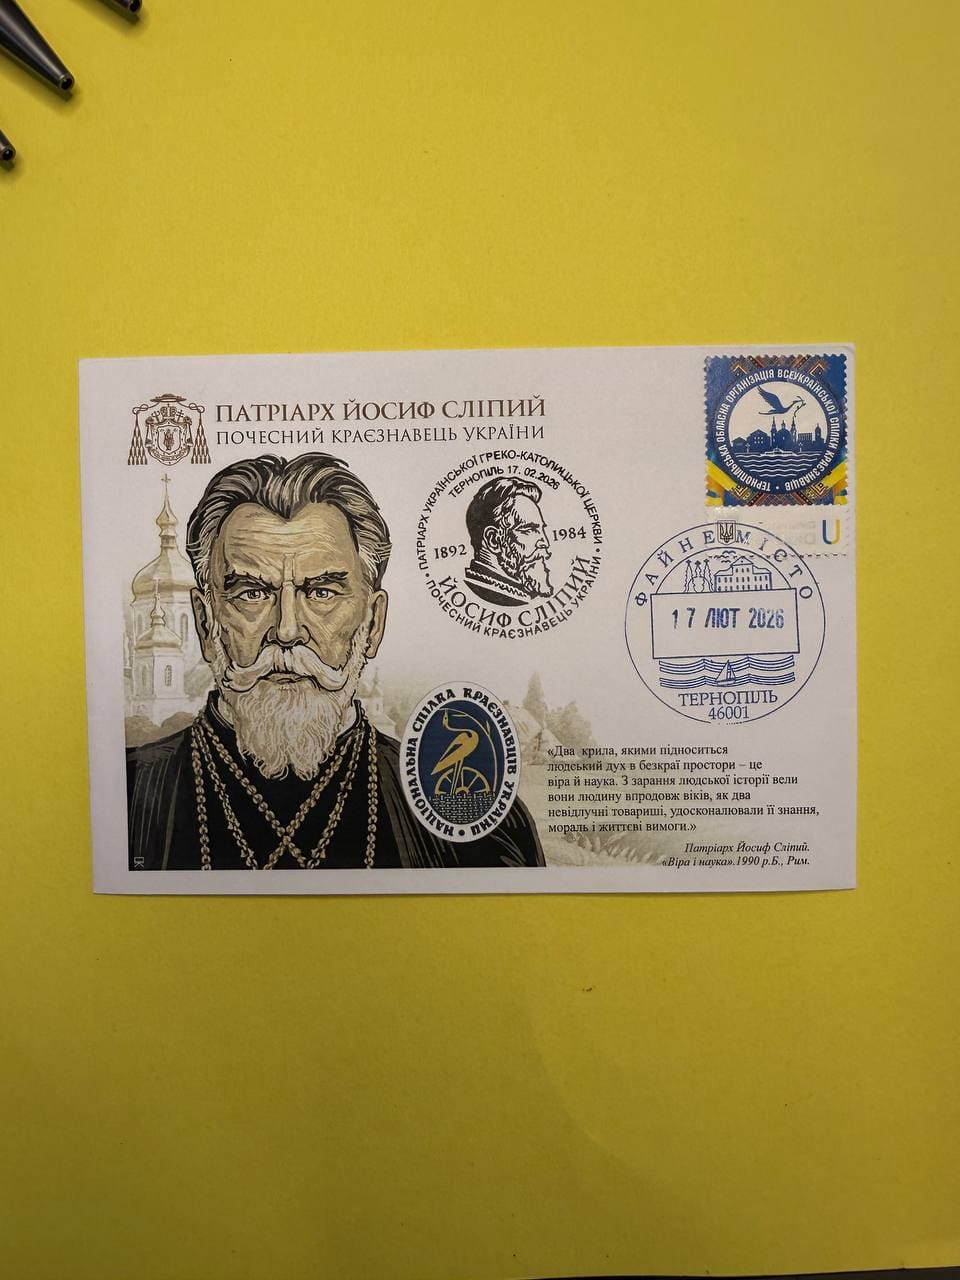 ПАТРІАРХ ЙОСИФ СЛІПИЙ
ПОЧЕСНИЙ КРАЄЗНАВЕЦЬ УКРАЇНИ
ТЕРНОПІЛЬСЬКА ОБЛАСНА ОРГАНІЗАЦІЯ ВСЕУКРАЇНСЬКОЇ СПІЛКИ КРАЄЗНАВЦІВ
U
ПАТРІАРХ УКРАЇНСЬКОЇ ГРЕКО-КАТОЛИЦЬКОЇ ЦЕРКВИ
ТЕРНОПІЛЬ 17.02.2026
1892
1984
ЙОСИФ СЛІПИЙ
ПОЧЕСНИЙ КРАЄЗНАВЕЦЬ УКРАЇНИ
ФАЙНЕ МІСТО
17 ЛЮТ 2026
ТЕРНОПІЛЬ
46001
НАЦІОНАЛЬНА СПІЛКА КРАЄЗНАВЦІВ УКРАЇНИ
«Два крила, якими підноситься
людський дух в безкраї простори – це
віра й наука. З зарання людської історії вели
вони людину впродовж віків, як два
невідлучні товариші, удосконалювали її знання,
мораль і життєві вимоги.»
Патріарх Йосиф Сліпий.
«Віра і наука».1990 р.Б., Рим.